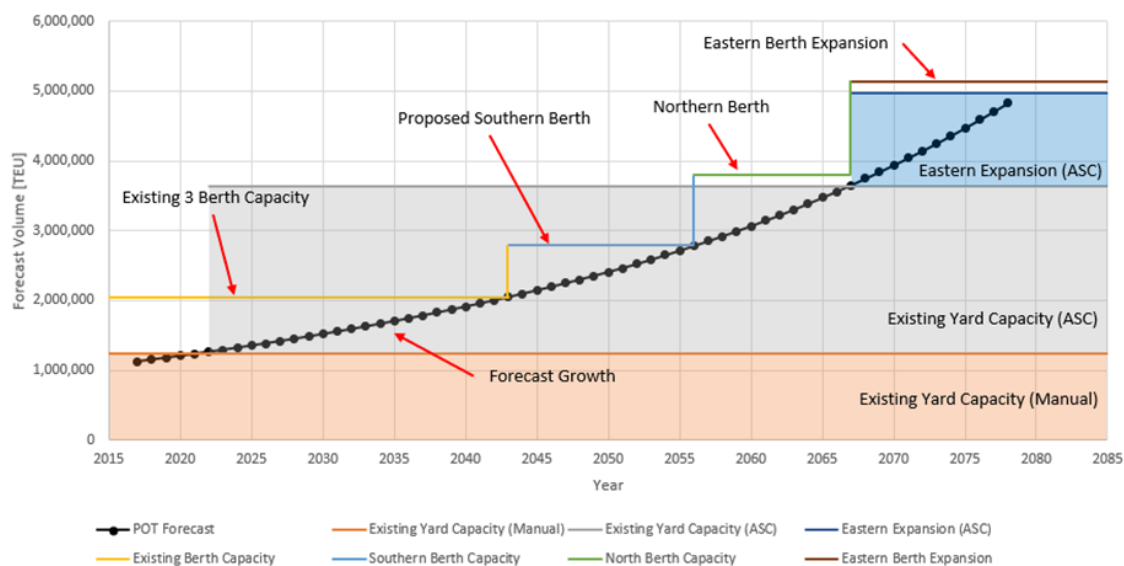 6,000,000
Eastern Berth Expansion
5,000,000
Northern Berth
Proposed Southern Berth
4,000,000
Eastern Expansion (ASC)
Existing 3 Berth Capacity
3,000,000
Forecast Volume [TEU]
2,000,000
Existing Yard Capacity (ASC)
1,000,000
Forecast Growth
Existing Yard Capacity (Manual)
0
2015 2020 2025 2030 2035 2040 2045 2050 2055 2060 2065 2070 2075 2080 2085
Year
POT Forecast Existing Yard Capacity (Manual) Existing Yard Capacity (ASC) Eastern Expansion (ASC)
Existing Berth Capacity Southern Berth Capacity North Berth Capacity Eastern Berth Expansion